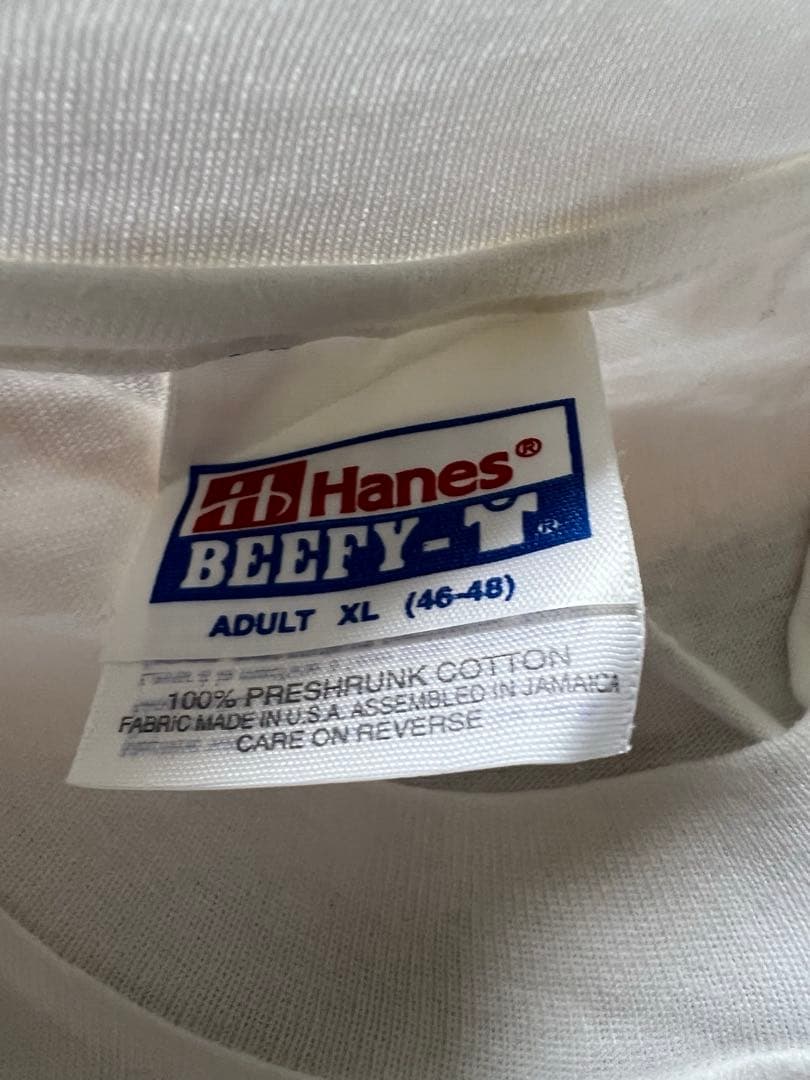 Hanes®
BEEFY-T®
ADULT XL (46-48)
100% PRESHRUNK COTTON
FABRIC MADE IN U.S.A. ASSEMBLED IN JAMAICA
CARE ON REVERSE